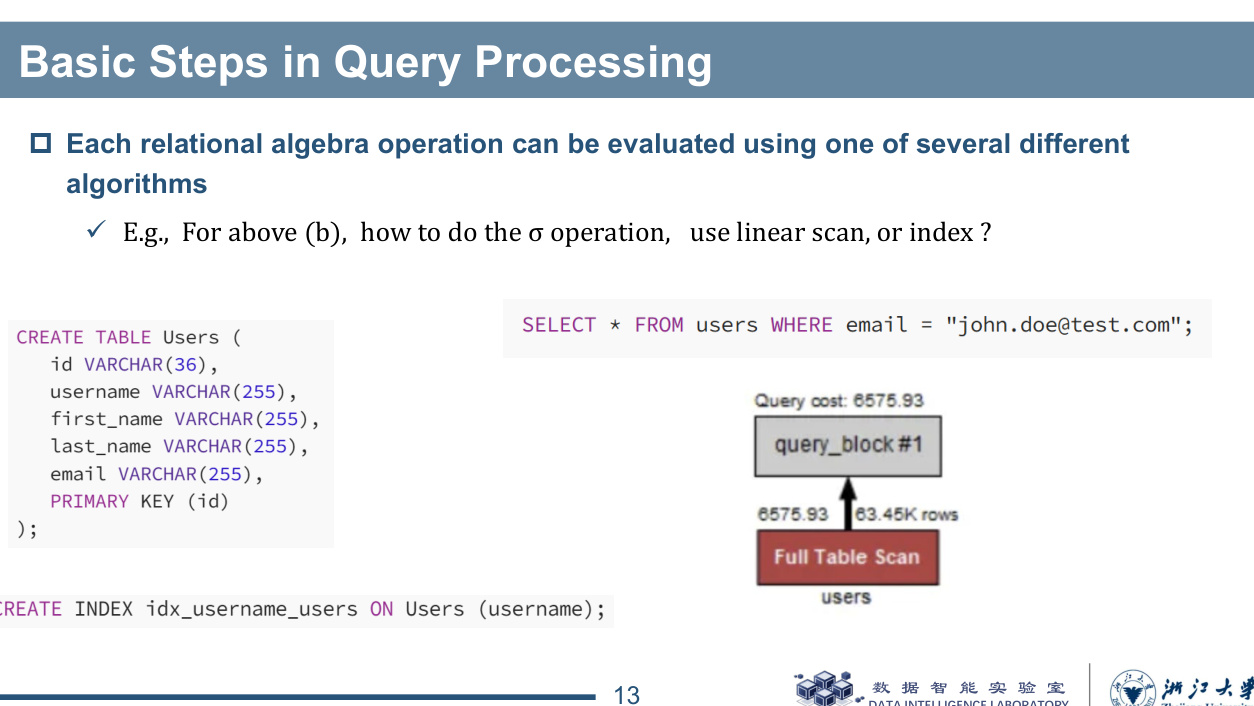 Basic Steps in Query Processing
Each relational algebra operation can be evaluated using one of several different
algorithms
E.g., For above (b), how to do the σ operation, use linear scan, or index ?
SELECT * FROM users WHERE email = "john.doe@test.com";
CREATE TABLE Users (
id VARCHAR(36),
username VARCHAR(255),
first_name VARCHAR(255),
last_name VARCHAR(255),
email VARCHAR(255),
PRIMARY KEY (id)
);
Query cost: 6575.93
query_block #1
6575.93 63.45K rows
Full Table Scan
users
CREATE INDEX idx_username_users ON Users (username);
13
数据智能实验室
DATA INTELLIGENCE LABORATORY
浙江大学